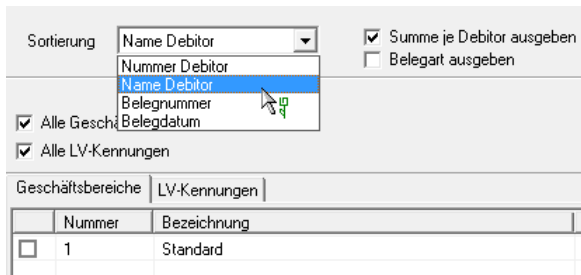 Sortierung Name Debitor Summe je Debitor ausgeben
Nummer Debitor Belegart ausgeben
Name Debitor
Belegnummer
Alle Geschä Belegdatum
Alle LV-Kennungen
Geschäftsbereiche LV-Kennungen
Nummer Bezeichnung
1 Standard